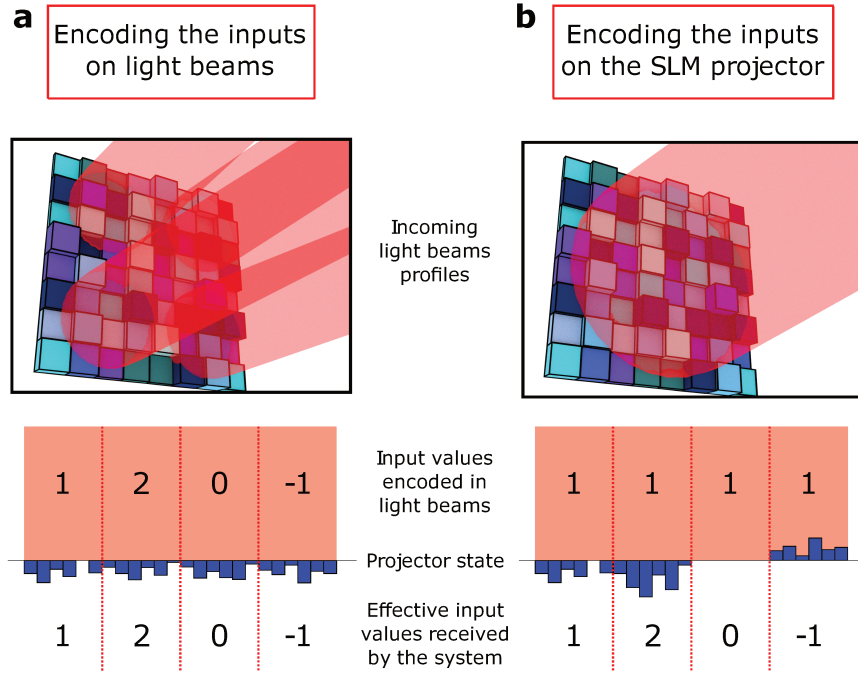 a
Encoding the inputs
on light beams
b
Encoding the inputs
on the SLM projector
Incoming
light beams
profiles
1 2 0 -1
Input values
encoded in
light beams
1 1 1 1
Projector state
1 2 0 -1
Effective input
values received
by the system
1 2 0 -1